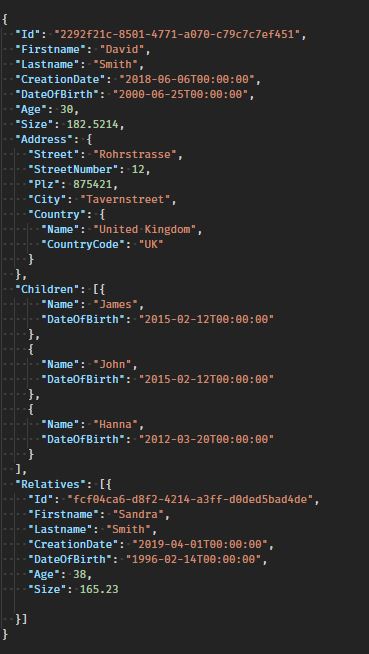 {
  "Id": "2292f21c-8501-4771-a070-c79c7c7ef451",
  "Firstname": "David",
  "Lastname": "Smith",
  "CreationDate": "2018-06-06T00:00:00",
  "DateOfBirth": "2000-06-25T00:00:00",
  "Age": 30,
  "Size": 182.5214,
  "Address": {
    "Street": "Rohrstrasse",
    "StreetNumber": 12,
    "Plz": 875421,
    "City": "Tavernstreet",
    "Country": {
      "Name": "United Kingdom",
      "CountryCode": "UK"
    }
  },
  "Children": [{
      "Name": "James",
      "DateOfBirth": "2015-02-12T00:00:00"
    },
    {
      "Name": "John",
      "DateOfBirth": "2015-02-12T00:00:00"
    },
    {
      "Name": "Hanna",
      "DateOfBirth": "2012-03-20T00:00:00"
    }
  ],
  "Relatives": [{
    "Id": "fcf04ca6-d8f2-4214-a3ff-d0ded5bad4de",
    "Firstname": "Sandra",
    "Lastname": "Smith",
    "CreationDate": "2019-04-01T00:00:00",
    "DateOfBirth": "1996-02-14T00:00:00",
    "Age": 38,
    "Size": 165.23

  }]
}